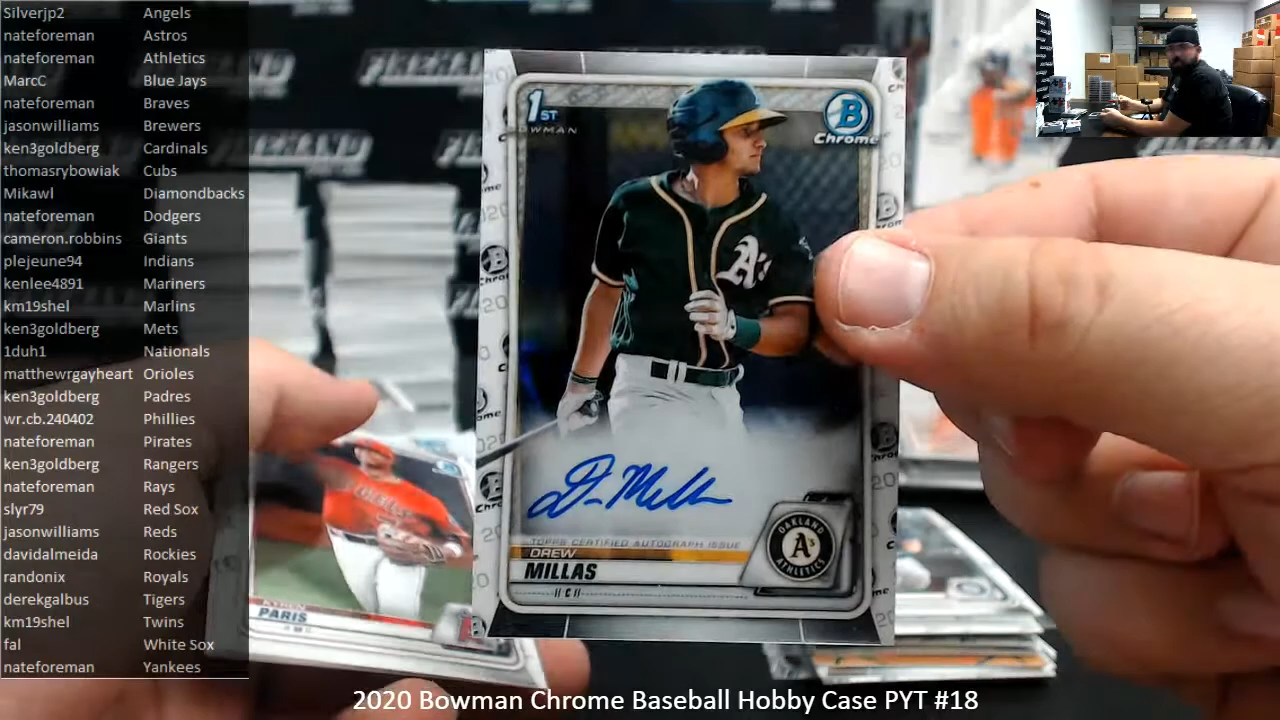 Silverjp2 Angels
nateforeman Astros
nateforeman Athletics
MarcC Blue Jays
nateforeman Braves
jasonwilliams Brewers
ken3goldberg Cardinals
thomasrybowiak Cubs
Mikawl Diamondbacks
nateforeman Dodgers
cameron.robbins Giants
plejeune94 Indians
kenlee4891 Mariners
km19shel Marlins
ken3goldberg Mets
1duh1 Nationals
matthewrgayheart Orioles
ken3goldberg Padres
wr.cb.240402 Phillies
nateforeman Pirates
ken3goldberg Rangers
nateforeman Rays
slyr79 Red Sox
jasonwilliams Reds
davidalmeida Rockies
randonix Royals
derekgalbus Tigers
km19shel Twins
fal White Sox
nateforeman Yankees
1ST
BOWMAN
B
Chrome
A's
TOPPS CERTIFIED AUTOGRAPH ISSUE
DREW
MILLAS
C
OAKLAND
A's
ATHLETICS
PARIS
2020 Bowman Chrome Baseball Hobby Case PYT #18